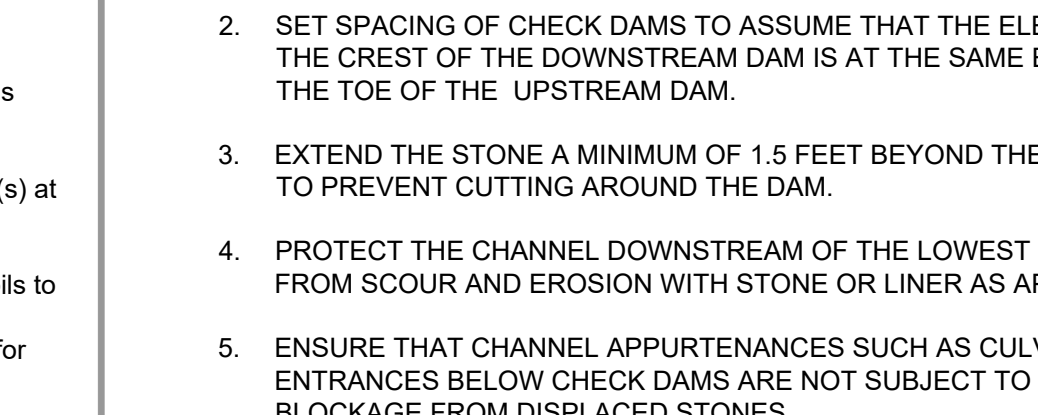 s
(s) at
ils to
for
2. SET SPACING OF CHECK DAMS TO ASSUME THAT THE
THE CREST OF THE DOWNSTREAM DAM IS AT THE SAME
THE TOE OF THE UPSTREAM DAM.
3. EXTEND THE STONE A MINIMUM OF 1.5 FEET BEYOND THE
TO PREVENT CUTTING AROUND THE DAM.
4. PROTECT THE CHANNEL DOWNSTREAM OF THE LOWEST
FROM SCOUR AND EROSION WITH STONE OR LINER AS
5. ENSURE THAT CHANNEL APPURTENANCES SUCH AS
ENTRANCES BELOW CHECK DAMS ARE NOT SUBJECT TO
BLOCKAGE FROM DISPLACED STONES